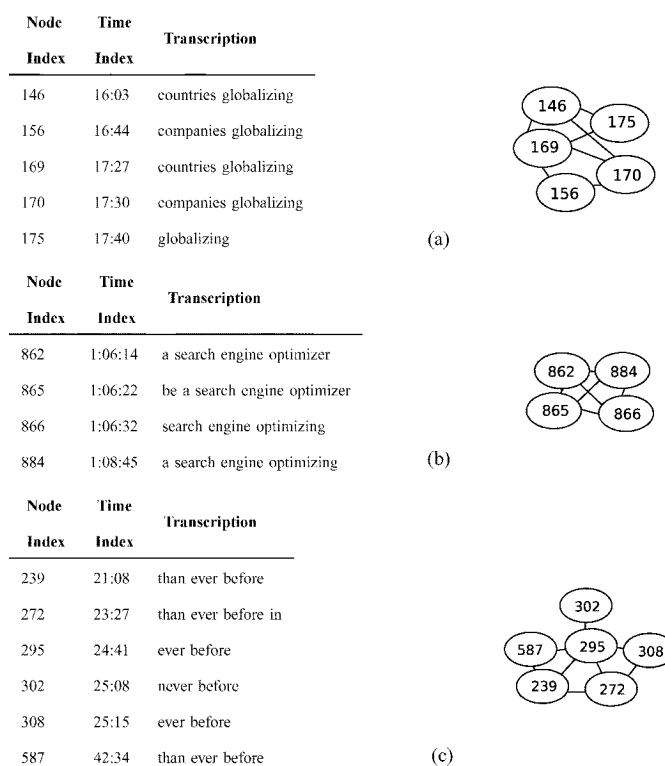 Node Time
Transcription
Index Index
146 16:03 countries globalizing
156 16:44 companies globalizing
169 17:27 countries globalizing
170 17:30 companies globalizing
175 17:40 globalizing
146
175
169
170
156
(a)
Node Time
Transcription
Index Index
862 1:06:14 a search engine optimizer
865 1:06:22 be a search engine optimizer
866 1:06:32 search engine optimizing
884 1:08:45 a search engine optimizing
862 884
865 866
(b)
Node Time
Transcription
Index Index
239 21:08 than ever before
272 23:27 than ever before in
295 24:41 ever before
302 25:08 never before
308 25:15 ever before
587 42:34 than ever before
302
587 295 308
239 272
(c)